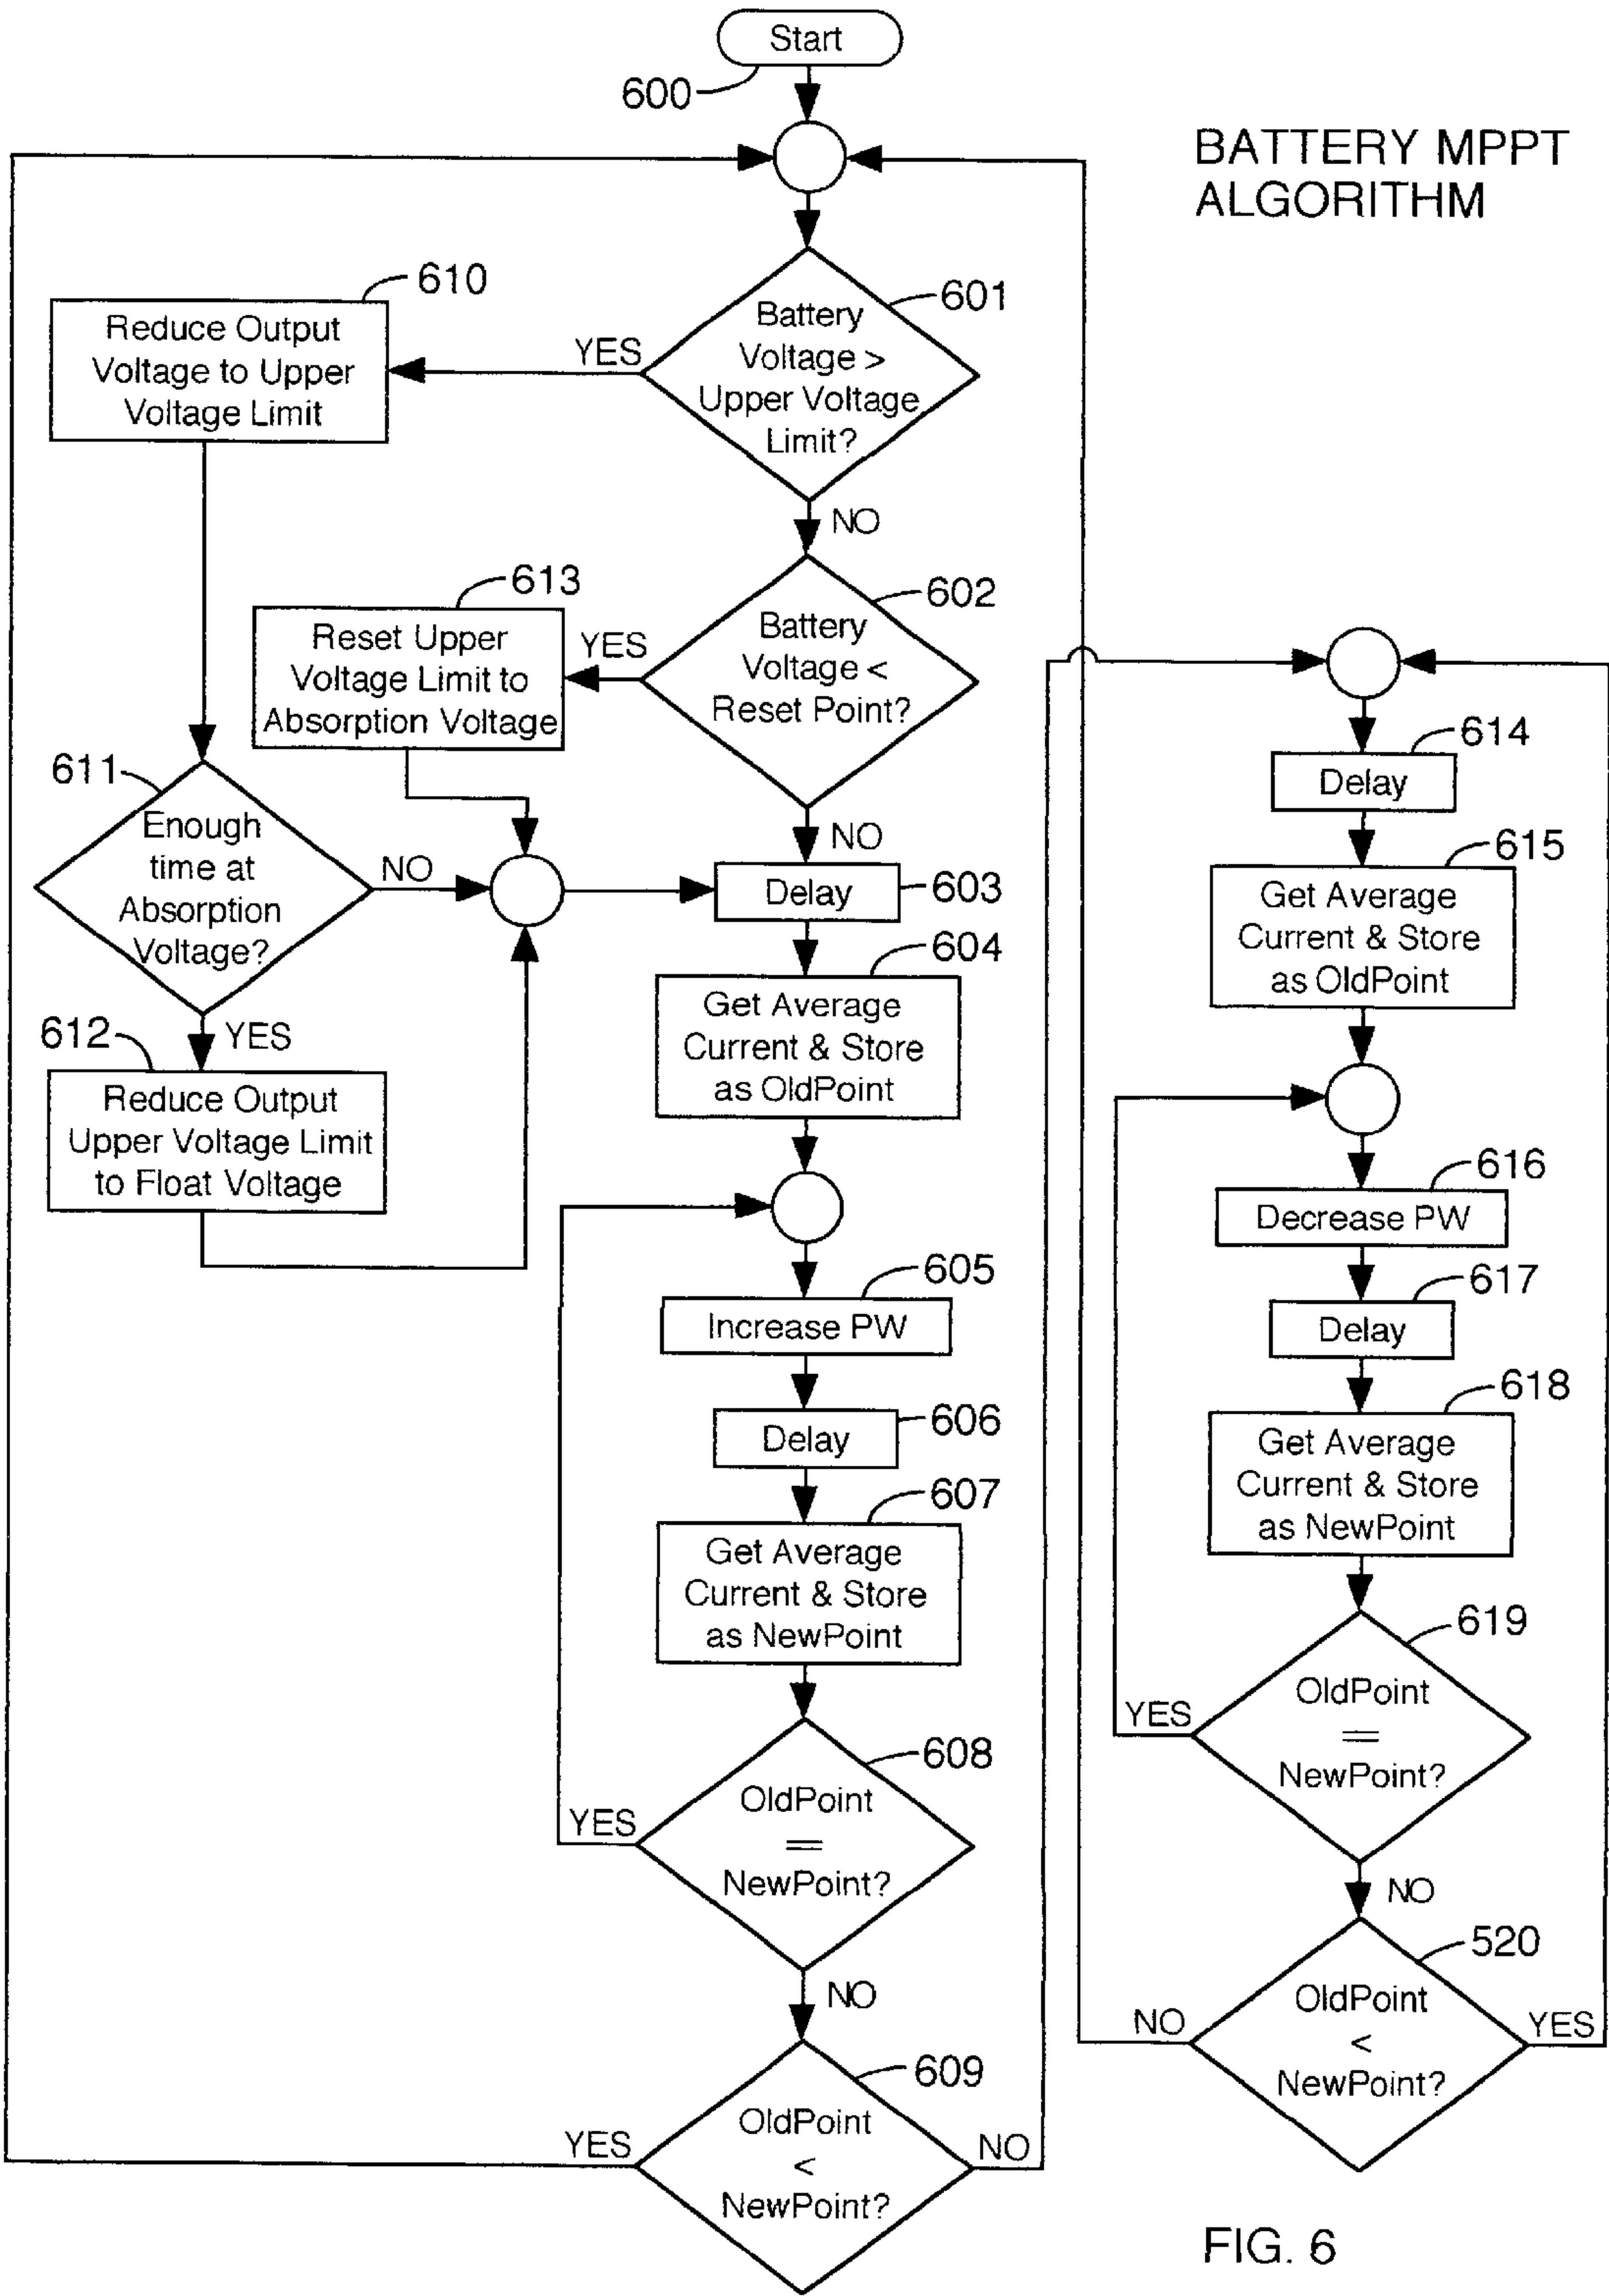 Start
600
BATTERY MPPT
ALGORITHM
610
Reduce Output
Voltage to Upper
Voltage Limit
YES
601
Battery
Voltage >
Upper Voltage
Limit?
NO
613
Reset Upper
Voltage Limit to
Absorption Voltage
YES
602
Battery
Voltage <
Reset Point?
NO
611
Enough
time at
Absorption
Voltage?
NO
YES
612
Reduce Output
Upper Voltage Limit
to Float Voltage
Delay
603
604
Get Average
Current & Store
as OldPoint
605
Increase PW
606
Delay
607
Get Average
Current & Store
as NewPoint
608
OldPoint
==
NewPoint?
YES
NO
609
OldPoint
<
NewPoint?
YES
NO
614
Delay
615
Get Average
Current & Store
as OldPoint
616
Decrease PW
617
Delay
618
Get Average
Current & Store
as NewPoint
619
OldPoint
==
NewPoint?
YES
NO
520
OldPoint
<
NewPoint?
NO
YES
FIG. 6